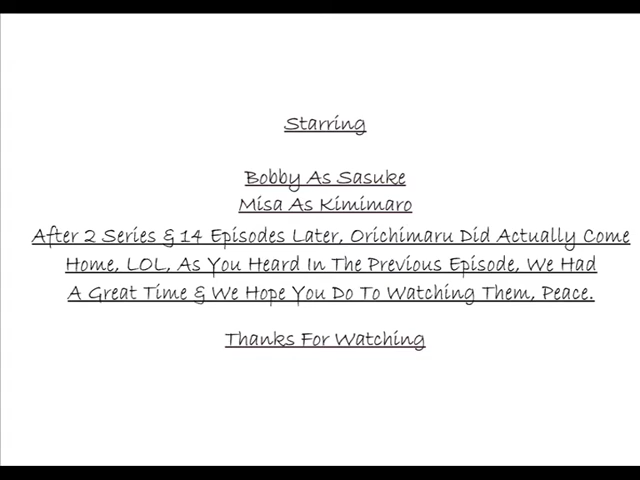 Starring
Bobby As Sasuke
Misa As Kimimaro
After 2 Series & 14 Episodes Later, Orichimaru Did Actually Come
Home, LOL, As You Heard In The Previous Episode, We Had
A Great Time & We Hope You Do To Watching Them, Peace.
Thanks For Watching